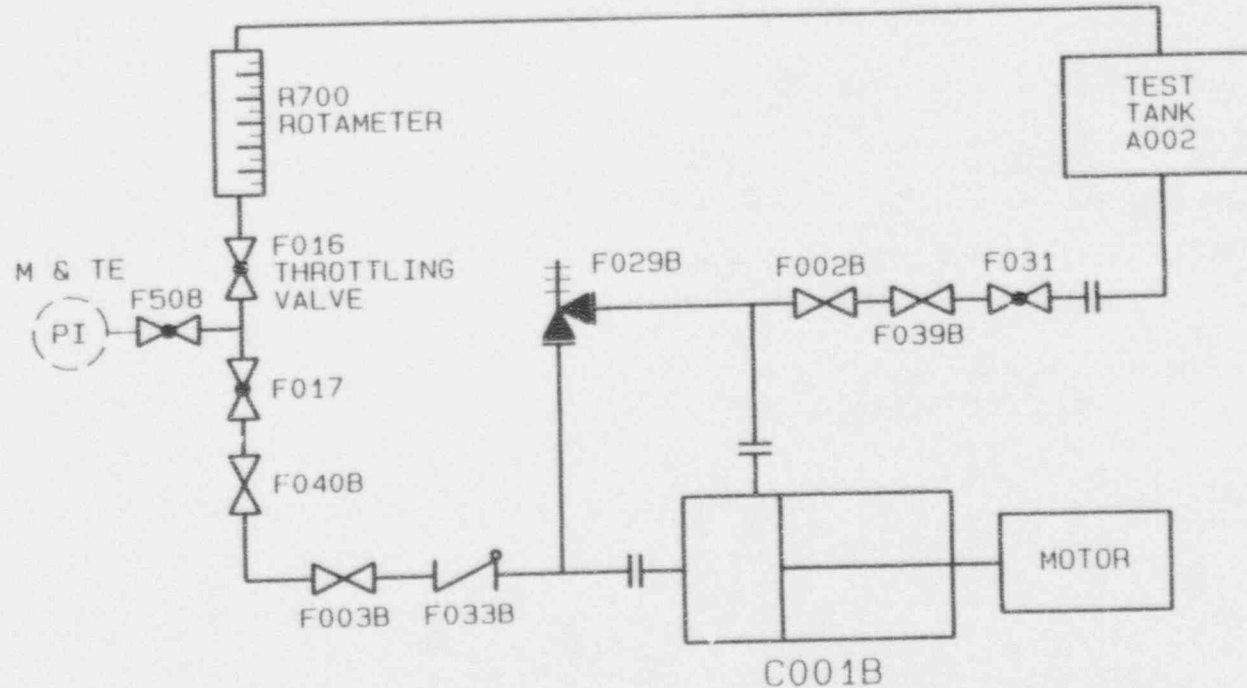 R700
ROTAMETER
TEST
TANK
A002
F016
THROTTLING
VALVE
M & TE
F508
PI
F017
F040B
F003B
F033B
F029B
F002B
F039B
F031
MOTOR
C001B